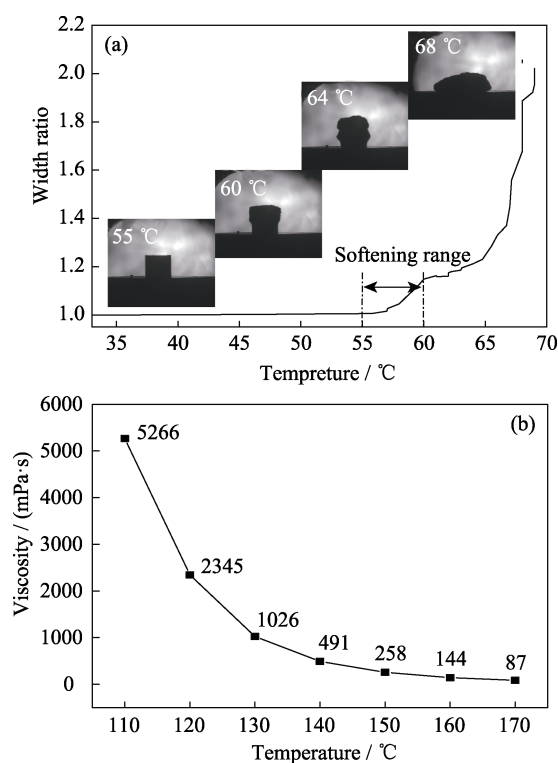 (a)
2.2
2.0
1.8
1.6
1.4
1.2
1.0
Width ratio
68 ℃
64 ℃
60 ℃
55 ℃
Softening range
35 40 45 50 55 60 65 70
Tempreture / ℃
(b)
6000
5000
4000
3000
2000
1000
0
Viscosity / (mPa·s)
5266
2345
1026
491
258
144
87
110 120 130 140 150 160 170
Temperature / ℃